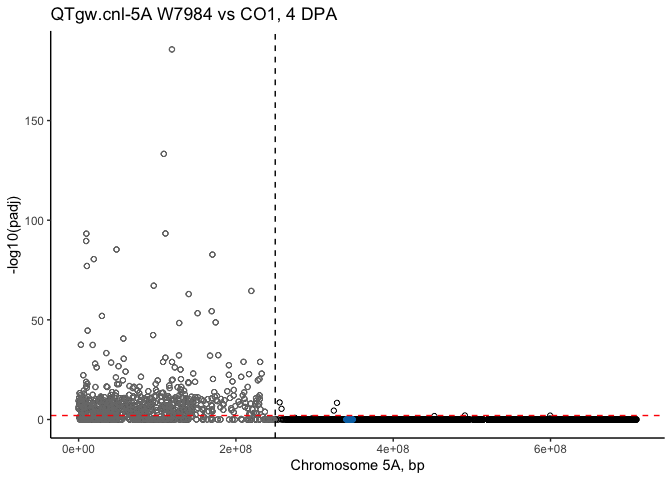 QTgw.cnl-5A W7984 vs CO1, 4 DPA
-log10(padj)
150
100
50
0
0e+00 2e+08 4e+08 6e+08
Chromosome 5A, bp